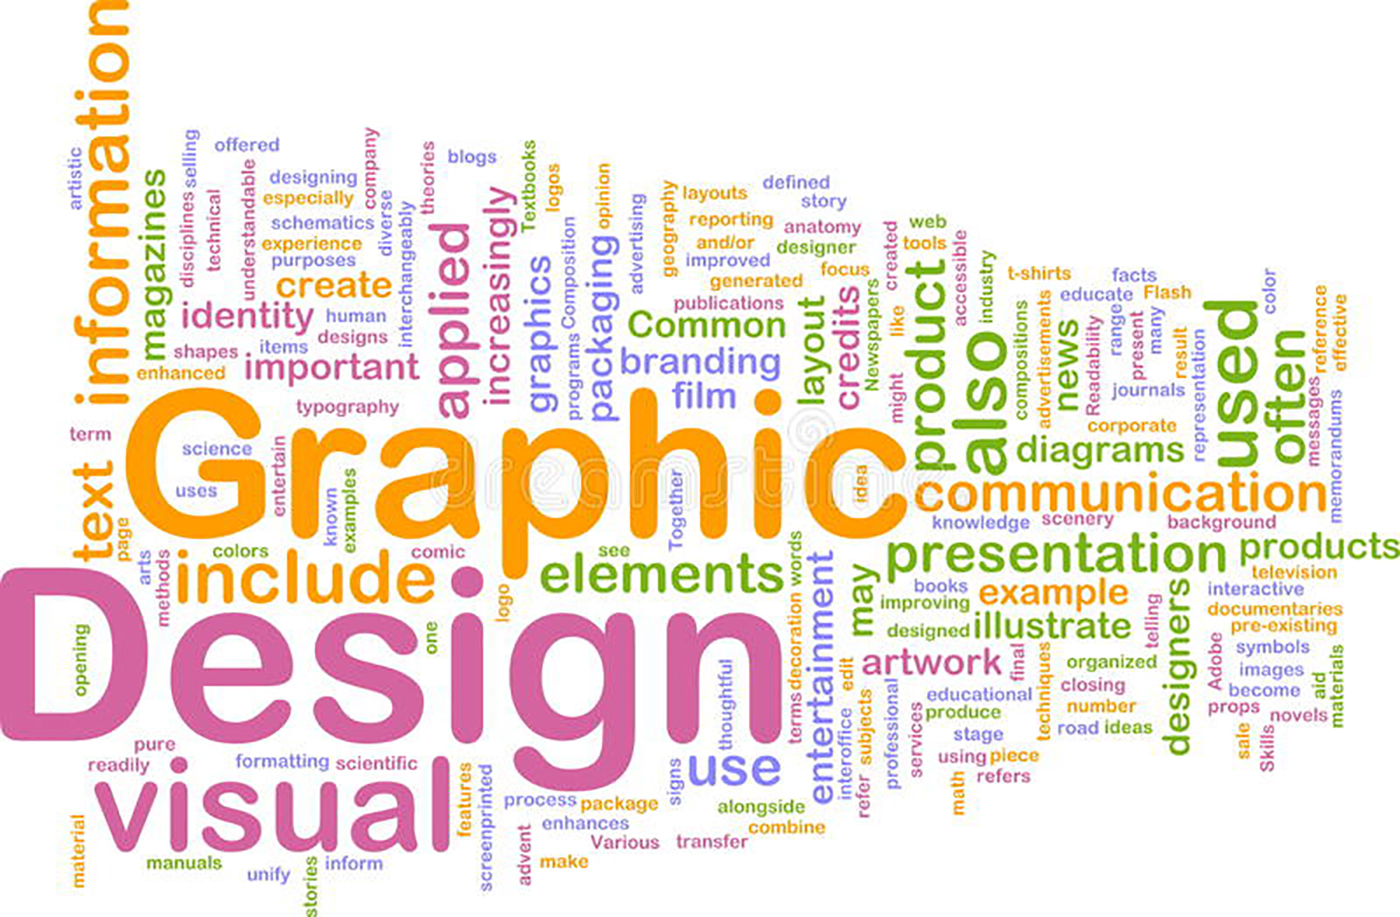 information
artistic
magazines
disciplines
selling
technical
offered
understandable
designing
especially
schematics
experience
purposes
create
company
diverse
interchangeably
theories
blogs
applied
increasingly
Textbooks
logos
Composition
opinion
graphics
programs
packaging
advertising
geography
layouts
reporting
and/or
improved
generated
publications
defined
story
anatomy
designer
focus
identity
human
designs
shapes
items
enhanced
important
typography
Common
branding
film
layout
credits
Newspapers
created
like
might
web
tools
product
accessible
industry
also
t-shirts
compositions
advertisements
news
educate
facts
Flash
Readability
range
present
many
result
journals
corporate
representation
used
color
often
reference
effective
messages
memorandums
diagrams
term
text
page
Graphic
science
uses
entertain
known
examples
Together
idea
dreamstime
communication
knowledge
scenery
background
presentation
products
colors
comic
arts
methods
include
see
elements
words
logo
one
Design
opening
thoughtful
decoration
terms
entertainment
may
books
improving
designed
example
illustrate
television
interactive
documentaries
pre-existing
symbols
images
become
props
novels
telling
designers
Adobe
aid
materials
sale
Skills
edit
artwork
final
techniques
organized
closing
number
road
ideas
interoffice
subjects
refer
professional
services
educational
produce
stage
using
piece
refers
math
pure
readily
formatting
scientific
visual
features
screenprinted
signs
use
process
package
enhances
alongside
combine
advent
Various
transfer
make
material
manuals
unify
stories
inform